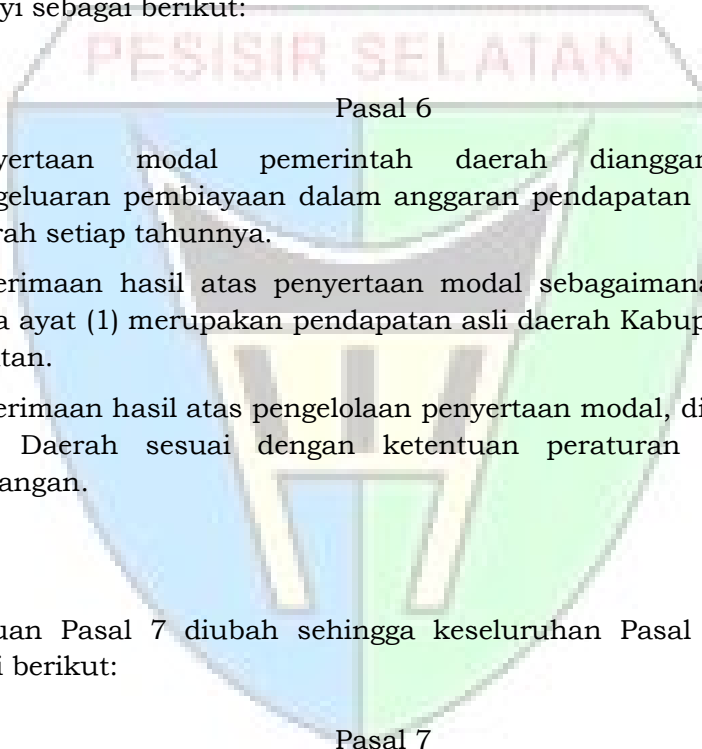 yi sebagai berikut:
PESISIR SELATAN
Pasal 6
yertaan modal pemerintah daerah dianggar
geluaran pembiayaan dalam anggaran pendapatan
rah setiap tahunnya.
erimaan hasil atas penyertaan modal sebagaimana
a ayat (1) merupakan pendapatan asli daerah Kabup
tan.
erimaan hasil atas pengelolaan penyertaan modal, di
Daerah sesuai dengan ketentuan peraturan
angan.
uan Pasal 7 diubah sehingga keseluruhan Pasal
i berikut:
Pasal 7